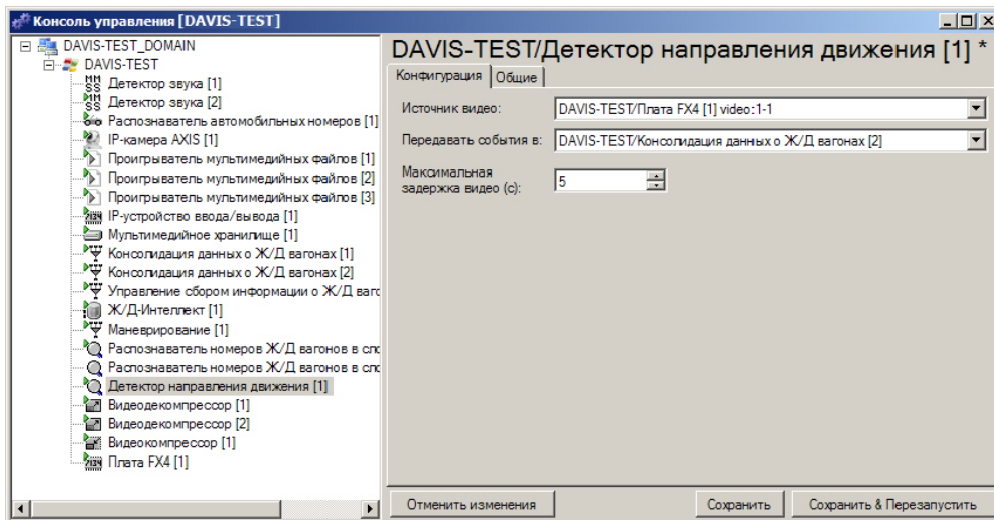 Консоль управления [DAVIS-TEST]
DAVIS-TEST_DOMAIN
DAVIS-TEST
Детектор звука [1]
Детектор звука [2]
Распознаватель автомобильных номеров [1]
IP-камера AXIS [1]
Проигрыватель мультимедийных файлов [1]
Проигрыватель мультимедийных файлов [2]
Проигрыватель мультимедийных файлов [3]
IP-устройство ввода/вывода [1]
Мультимедийное хранилище [1]
Консолидация данных о Ж/Д вагонах [1]
Консолидация данных о Ж/Д вагонах [2]
Управление сбором информации о Ж/Д ваго
Ж/Д-Интеллект [1]
Маневрирование [1]
Распознаватель номеров Ж/Д вагонов в сло
Распознаватель номеров Ж/Д вагонов в сло
Детектор направления движения [1]
Видеодекомпрессор [1]
Видеодекомпрессор [2]
Видеокомпрессор [1]
Плата FX4 [1]
DAVIS-TEST/Детектор направления движения [1] *
Конфигурация Общие
Источник видео: DAVIS-TEST/Плата FX4 [1] video:1-1
Передавать события в: DAVIS-TEST/Консолидация данных о Ж/Д вагонах [2]
Максимальная
задержка видео (с): 5
Отменить изменения Сохранить Сохранить & Перезапустить